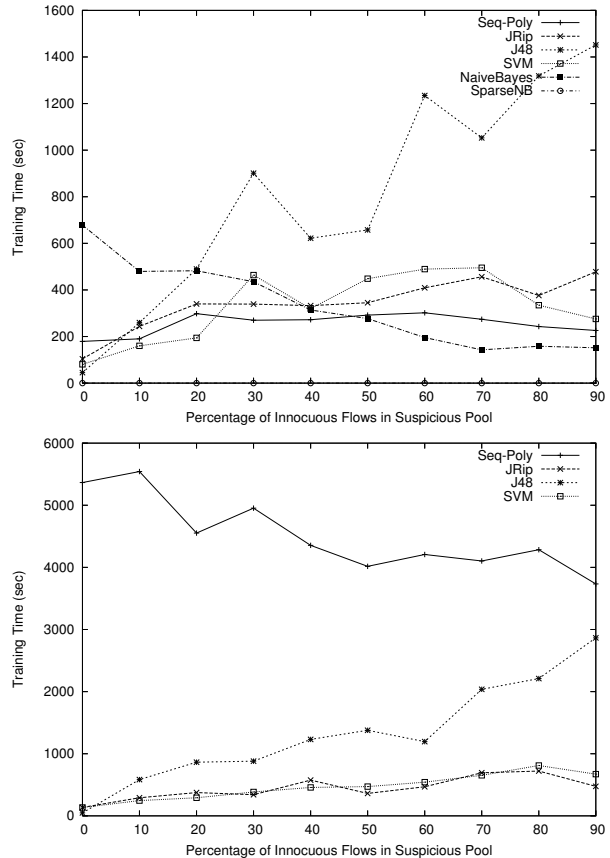 1600
1400
1200
1000
800
600
400
200
0
Training Time (sec)
Seq-Poly
JRip
J48
SVM
NaiveBayes
SparseNB
0 10 20 30 40 50 60 70 80 90
Percentage of Innocuous Flows in Suspicious Pool
6000
5000
4000
3000
2000
1000
0
Training Time (sec)
Seq-Poly
JRip
J48
SVM
0 10 20 30 40 50 60 70 80 90
Percentage of Innocuous Flows in Suspicious Pool